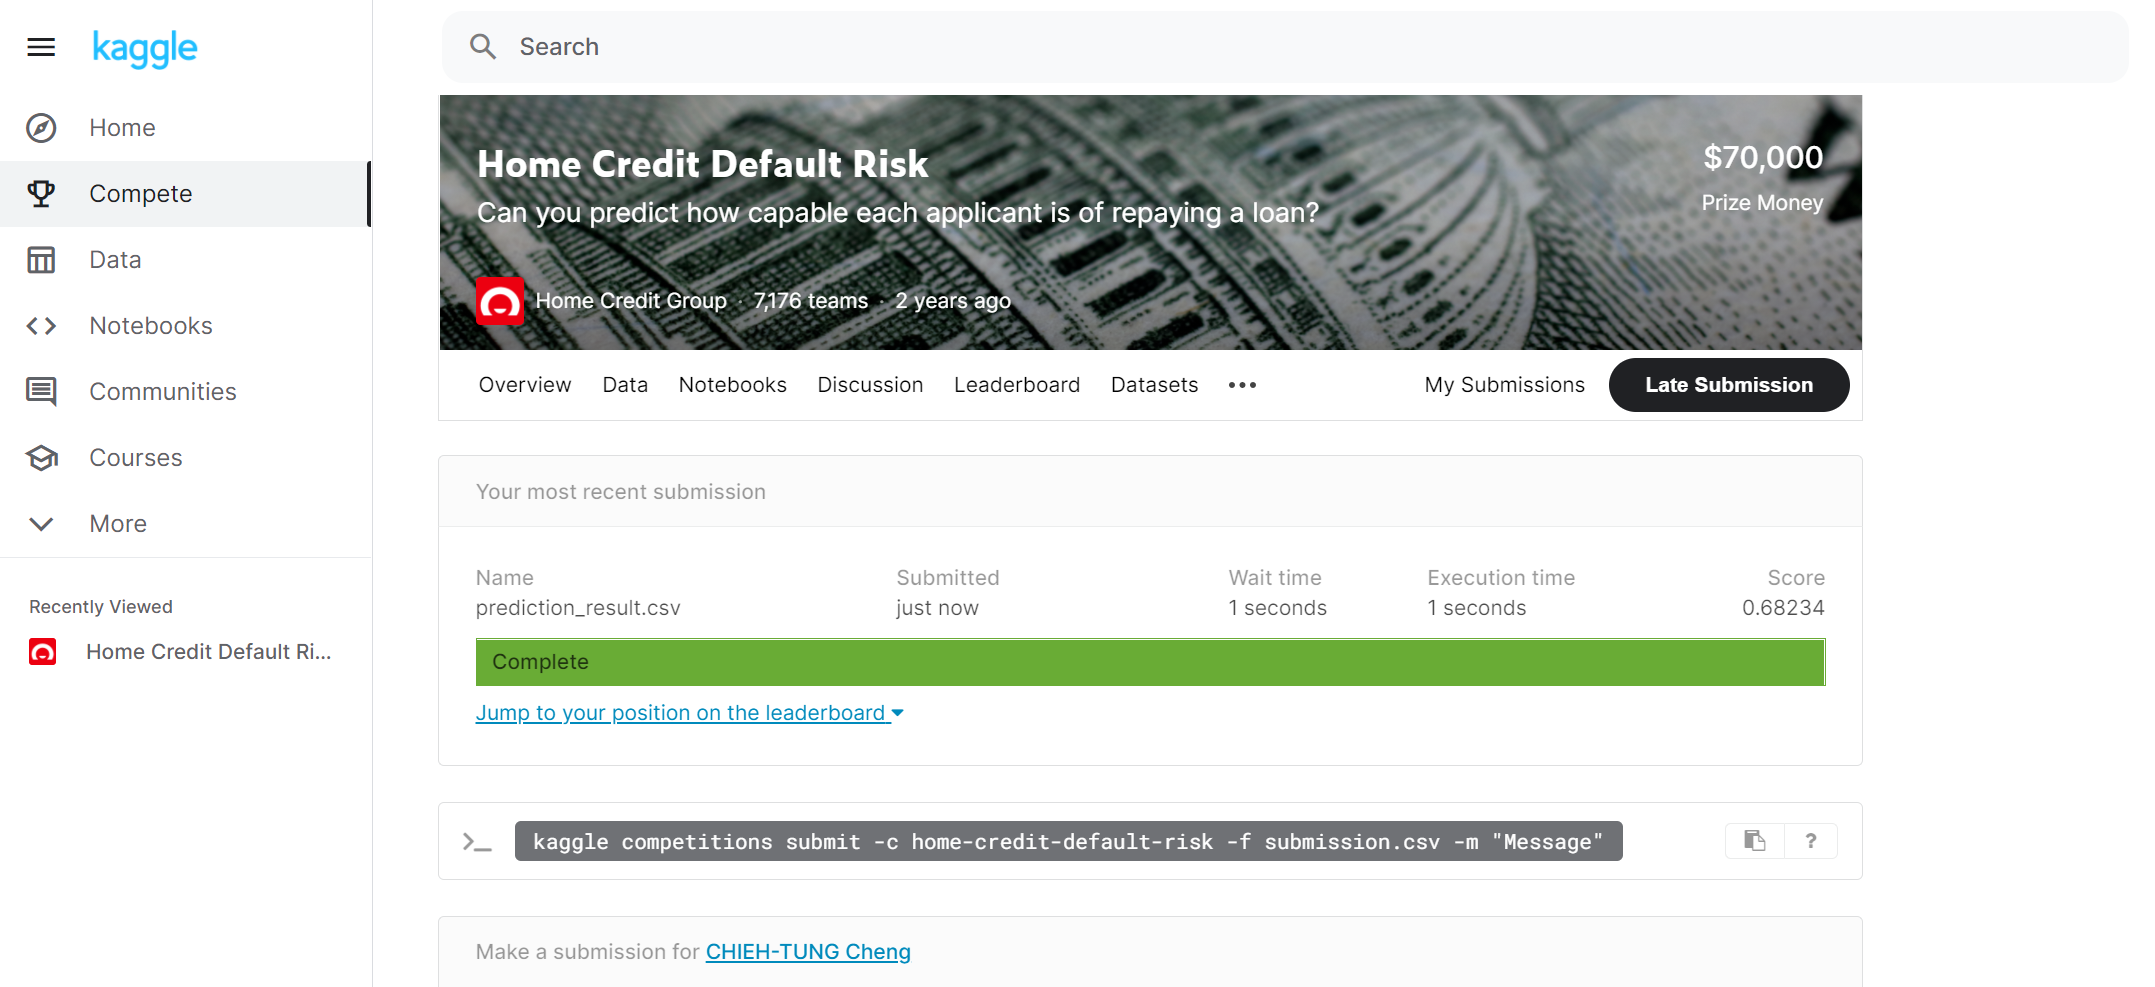 kaggle
Search
Home
Compete
Data
Notebooks
Communities
Courses
More
Recently Viewed
Home Credit Default Ri...
Home Credit Default Risk
Can you predict how capable each applicant is of repaying a loan?
$70,000
Prize Money
Home Credit Group · 7,176 teams · 2 years ago
Overview Data Notebooks Discussion Leaderboard Datasets ••• My Submissions Late Submission
Your most recent submission
Name Submitted Wait time Execution time Score
prediction_result.csv just now 1 seconds 1 seconds 0.68234
Complete
Jump to your position on the leaderboard
>_ kaggle competitions submit -c home-credit-default-risk -f submission.csv -m "Message" ?
Make a submission for CHIEH-TUNG Cheng